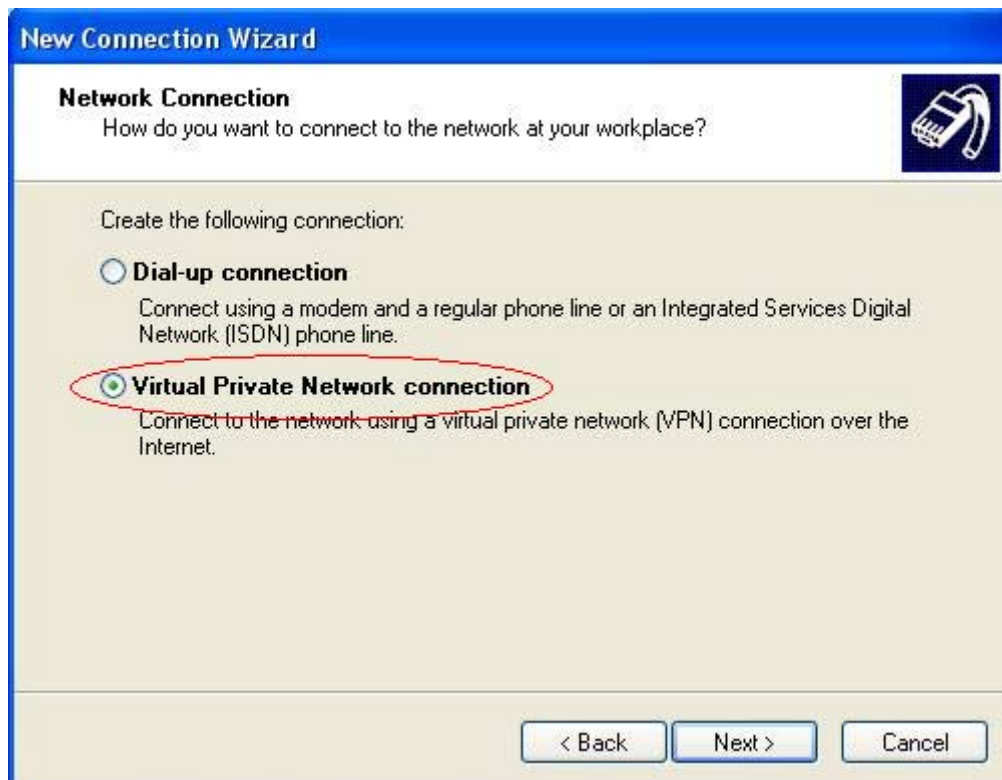 New Connection Wizard
Network Connection
How do you want to connect to the network at your workplace?
Create the following connection:
Dial-up connection
Connect using a modem and a regular phone line or an Integrated Services Digital
Network (ISDN) phone line.
Virtual Private Network connection
Connect to the network using a virtual private network (VPN) connection over the
Internet.
< Back
Next >
Cancel